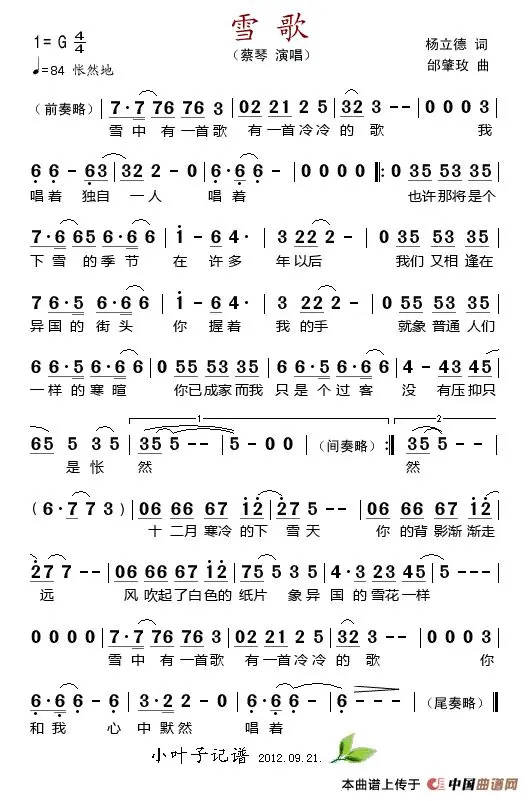 雪 歌
1=G 4/4
（蔡琴 演唱）
杨立德 词
♩=84 怅然地
邰肇玫 曲
（前奏略） 7·7 76 76 3 | 02 21 2 5 | 32 3 - - | 0 0 0 3 |
雪中 有一首歌 有一首冷冷 的 歌 我
6 6 - 63 | 32 2 - 0 | 6·6 6 - | 0 0 0 0 |: 0 35 53 35 |
唱着 独自 一人 唱着 也许那将是个
7·6 65 6·6 6 | i - 6 4· | 3 22 2 - | 0 35 53 35 |
下雪 的季节 在 许多 年以后 我们又相逢在
7 6·5 6·6 6 | i - 6 4· | 3 22 2 - | 0 55 53 35 |
异国的 街头 你 握着 我的手 就象普通人们
6 6·5 6·6 6 | 0 55 53 35 | 6 6·5 6·6 6 | 4 - 43 45 |
一样的寒暄 你已成家而我 只是个过客 没 有压抑只
65 5 35 | 35 5 - - | 5 - 0 0 | （间奏略） :| 35 5 - - |
1
2
是怅 然 然
（6·7 7 3） | 06 66 67 i2 | 27 5 - - | 06 66 67 i2 |
十二月寒冷的下 雪天 你的背影渐渐走
27 7 - - | 06 66 67 i2 | 2 75 5 35 | 4·3 23 4 5 |
远 风吹起了白色的 纸片 象异国的雪花一样
0 0 0 0 | 7·7 76 76 3 | 02 21 2 5 | 32 3 - 3 |
雪中 有一首歌 有一首冷冷 的 歌 你
6·6 6 - 6 | 3·2 2 - 0 | 6·6 6 - 6 | 6 - - - | （尾奏略）
和我 心 中默然 唱着
小叶子记谱 2012.09.21.
本曲谱上传于 中国曲谱网